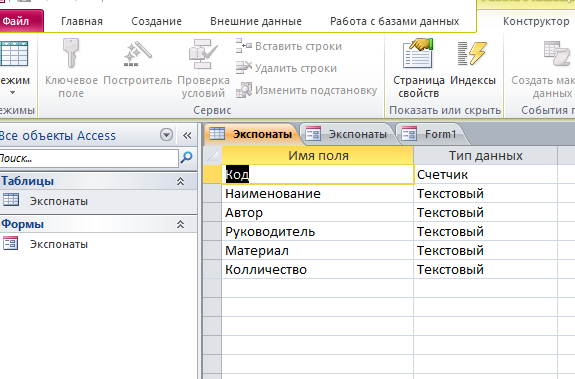 Файл Главная Создание Внешние данные Работа с базами данных Конструктор
ежим
Ключевое поле
Построитель
Проверка условий
Вставить строки
Удалить строки
Изменить подстановку
Страница свойств
Индексы
Создать мак
данных
жимы Сервис Показать или скрыть События п
Все объекты Access
Поиск...
Таблицы
Экспонаты
Формы
Экспонаты
Экспонаты Экспонаты Form1
Имя поля Тип данных
Код Счетчик
Наименование Текстовый
Автор Текстовый
Руководитель Текстовый
Материал Текстовый
Колличество Текстовый